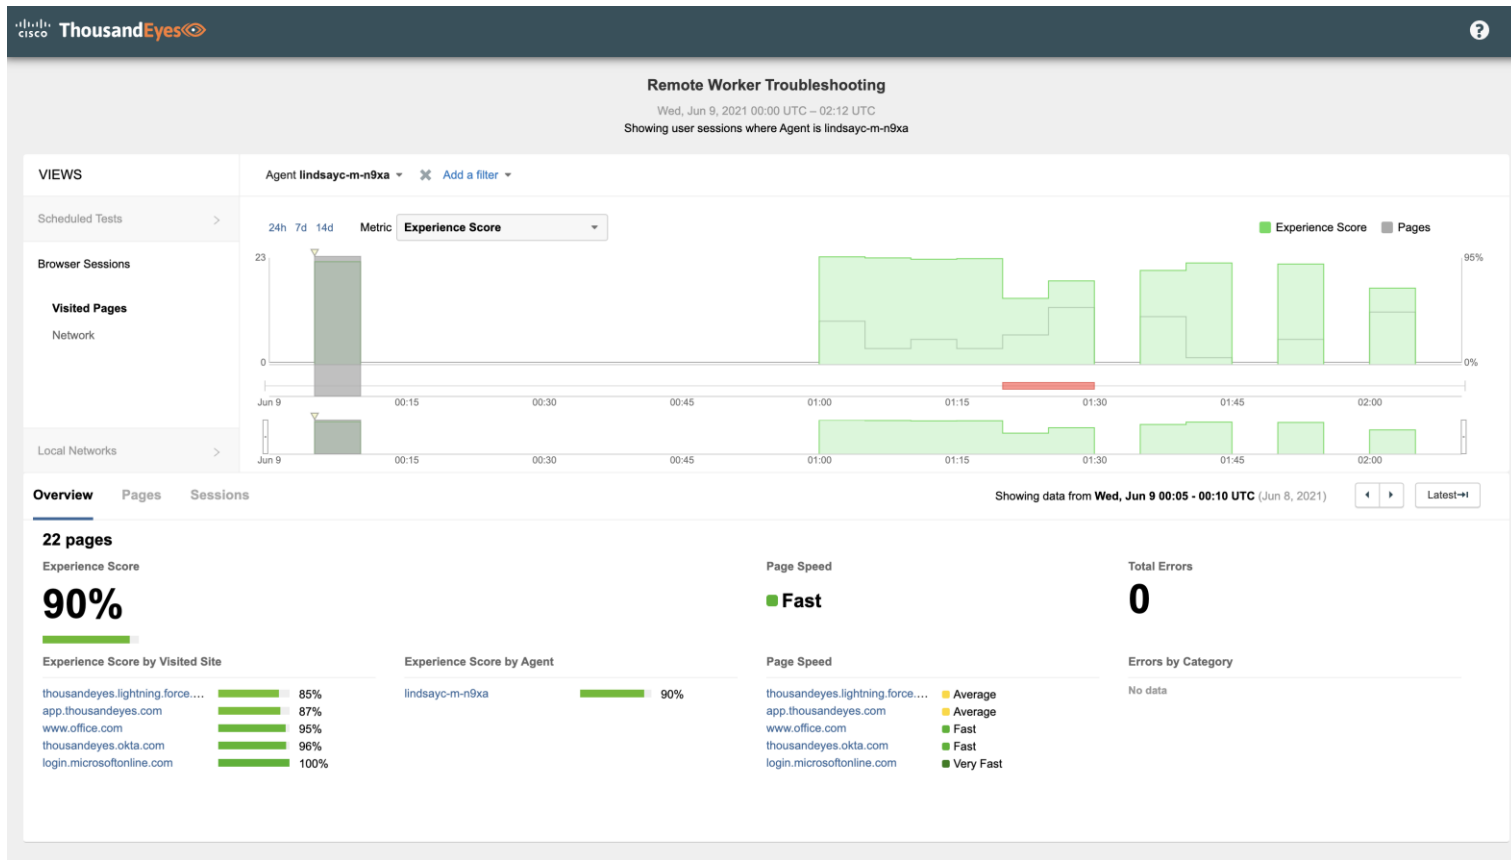 CISCO ThousandEyes
?
Remote Worker Troubleshooting
Wed, Jun 9, 2021 00:00 UTC – 02:12 UTC
Showing user sessions where Agent is lindsayc-m-n9xa
VIEWS
Agent lindsayc-m-n9xa
Add a filter
Scheduled Tests
24h 7d 14d
Metric Experience Score
Experience Score Pages
Browser Sessions
Visited Pages
Network
Local Networks
23
95%
0
0%
Jun 9 00:15 00:30 00:45 01:00 01:15 01:30 01:45 02:00
Jun 9 00:15 00:30 00:45 01:00 01:15 01:30 01:45 02:00
Overview Pages Sessions
Showing data from Wed, Jun 9 00:05 - 00:10 UTC (Jun 8, 2021)
Latest
22 pages
Experience Score
90%
Page Speed
Fast
Total Errors
0
Experience Score by Visited Site
thousandeyes.lightning.force.... 85%
app.thousandeyes.com 87%
www.office.com 95%
thousandeyes.okta.com 96%
login.microsoftonline.com 100%
Experience Score by Agent
lindsayc-m-n9xa 90%
Page Speed
thousandeyes.lightning.force.... Average
app.thousandeyes.com Average
www.office.com Fast
thousandeyes.okta.com Fast
login.microsoftonline.com Very Fast
Errors by Category
No data